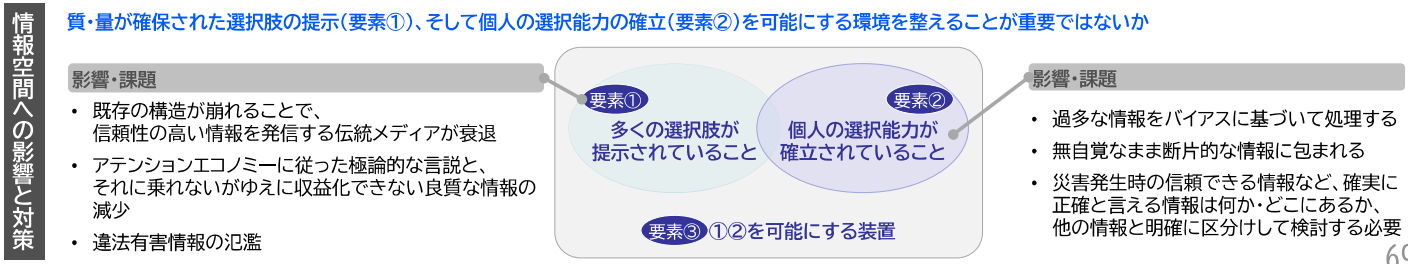 情報空間への影響と対策
質・量が確保された選択肢の提示(要素①)、そして個人の選択能力の確立(要素②)を可能にする環境を整えることが重要ではないか
影響・課題
• 既存の構造が崩れることで、
信頼性の高い情報を発信する伝統メディアが衰退
• アテンションエコノミーに従った極論的な言説と、
それに乗れないがゆえに収益化できない良質な情報の
減少
• 違法有害情報の氾濫
要素①
多くの選択肢が
提示されていること
要素②
個人の選択能力が
確立されていること
要素③ ①②を可能にする装置
影響・課題
• 過多な情報をバイアスに基づいて処理する
• 無自覚なまま断片的な情報に包まれる
• 災害発生時の信頼できる情報など、確実に
正確と言える情報は何か・どこにあるか、
他の情報と明確に区分けして検討する必要